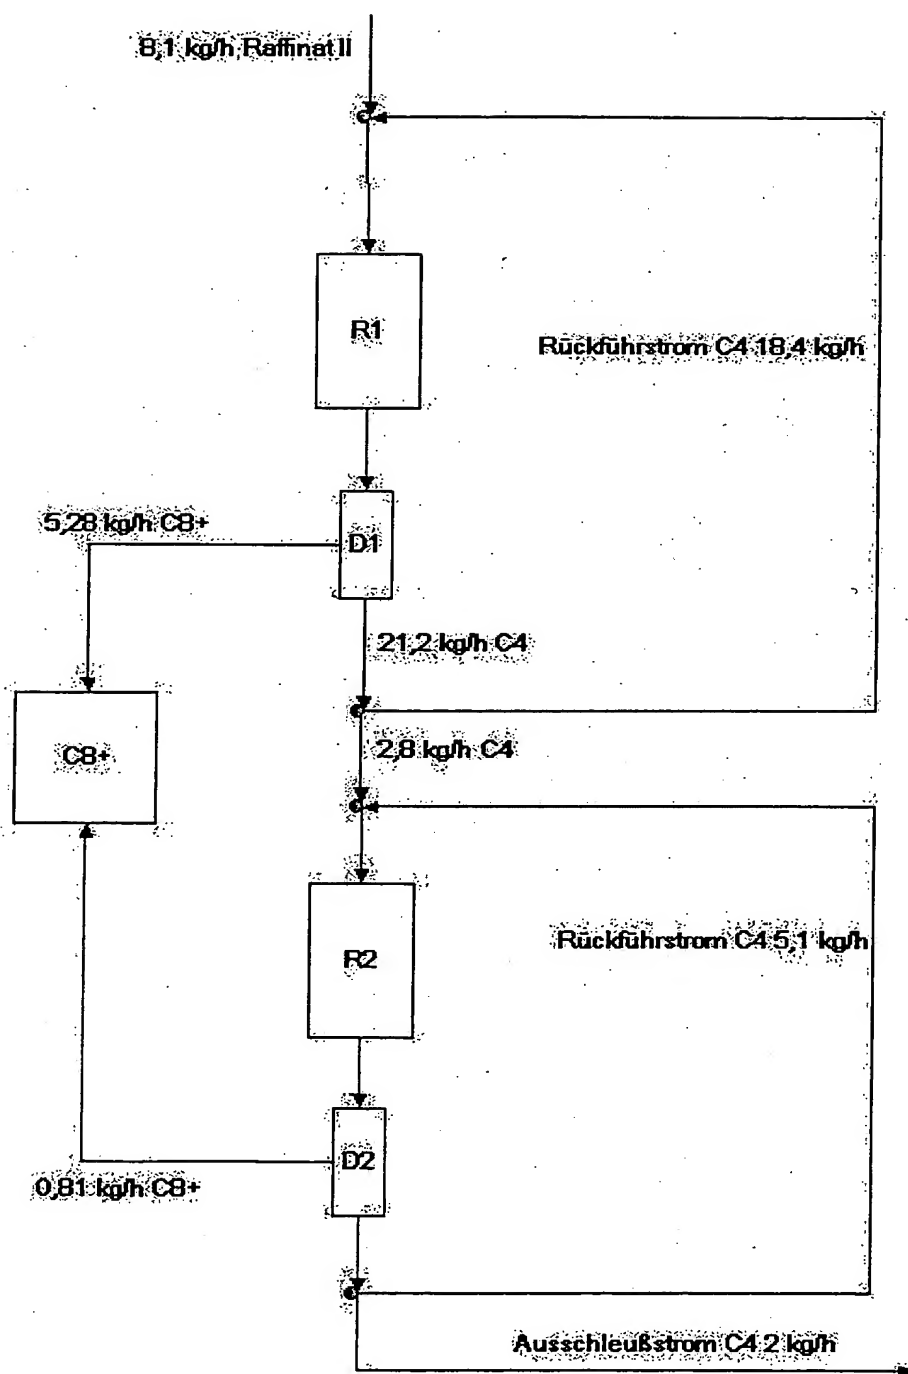 8,1 kg/h Raffinat II
R1
Rückführstrom C4 18,4 kg/h
5,28 kg/h C8+
D1
21,2 kg/h C4
2,8 kg/h C4
C8+
Rückführstrom C4 5,1 kg/h
R2
D2
0,81 kg/h C8+
Ausschleußstrom C4 2 kg/h